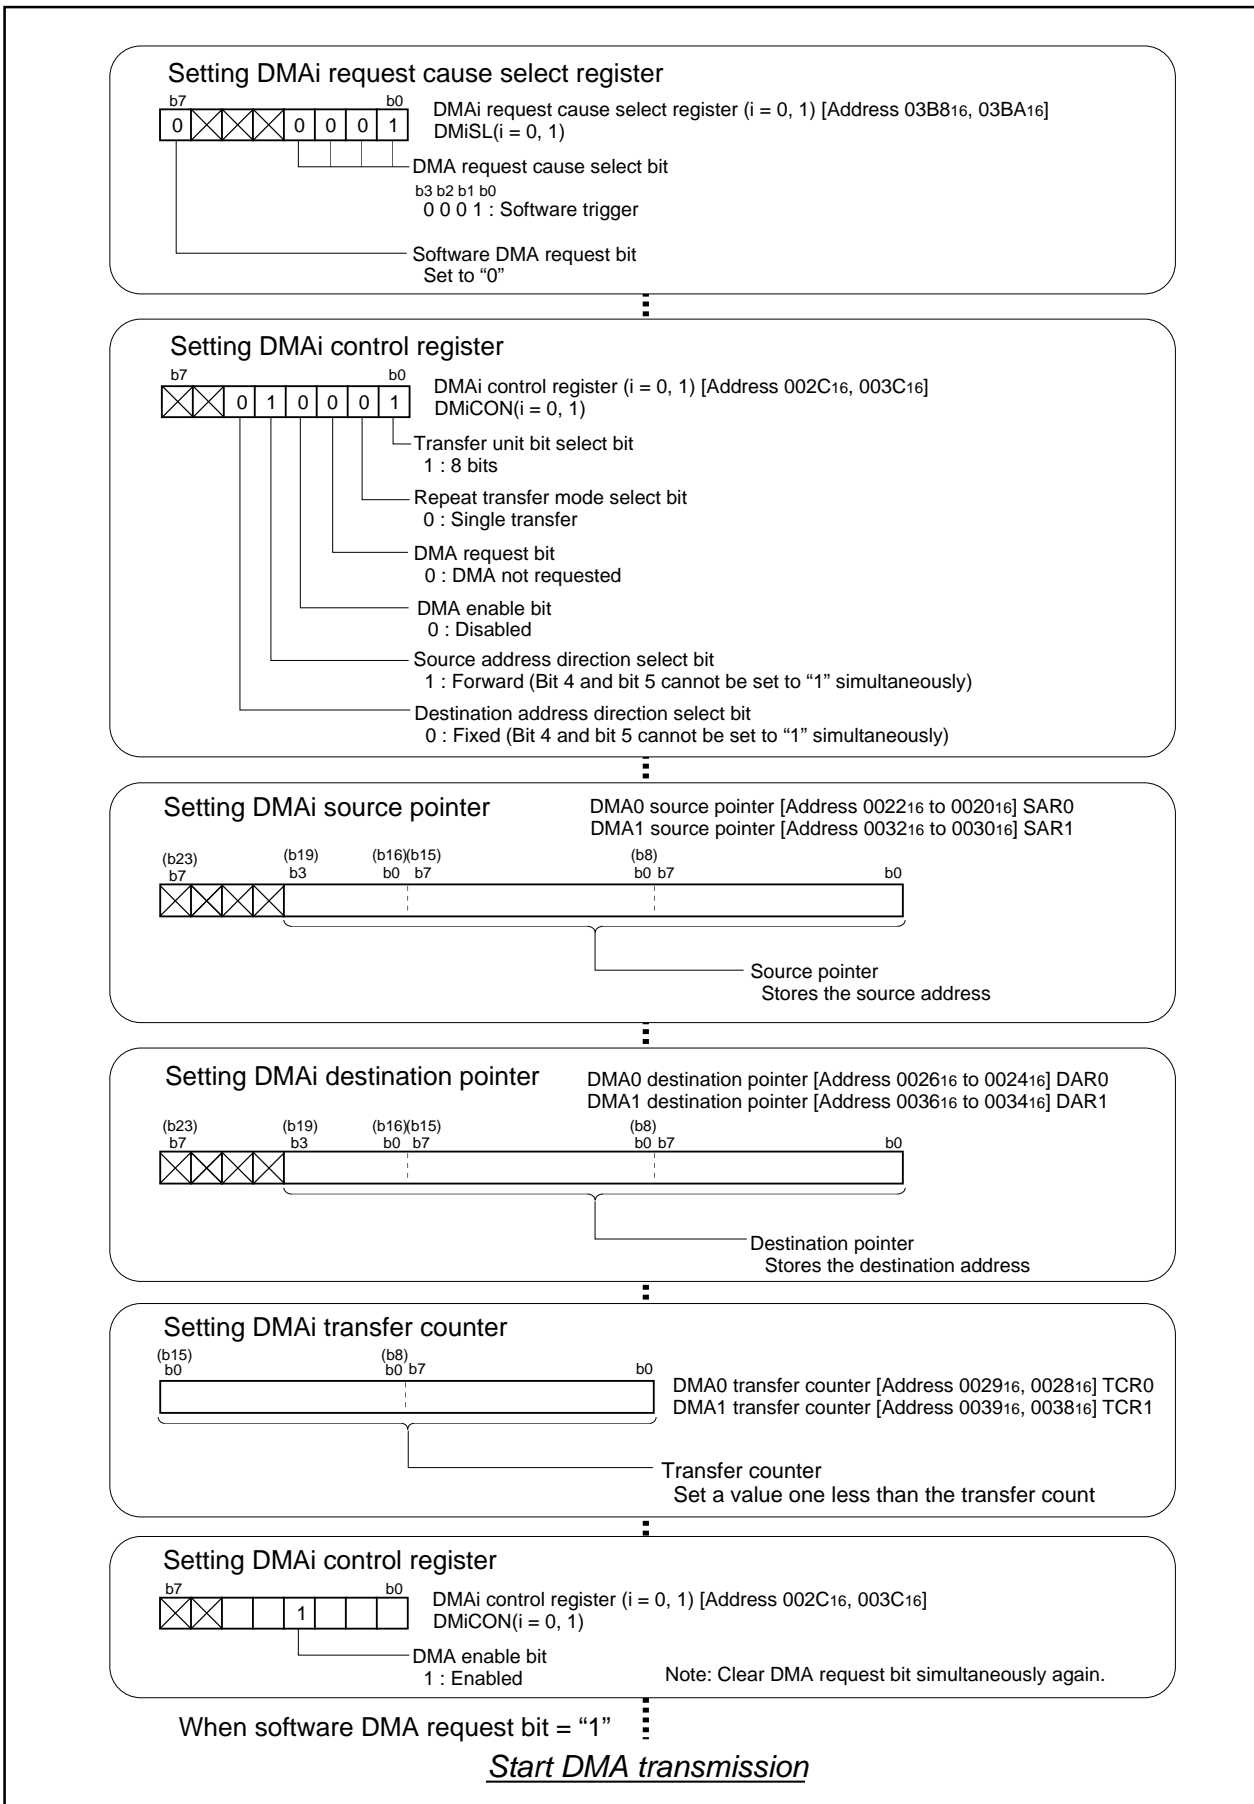 Setting DMAi request cause select register
b7 b0
0 0 0 0 1
DMAi request cause select register (i = 0, 1) [Address 03B816, 03BA16]
DMiSL(i = 0, 1)
DMA request cause select bit
b3 b2 b1 b0
0 0 0 1 : Software trigger
Software DMA request bit
Set to “0”
Setting DMAi control register
b7 b0
0 1 0 0 0 1
DMAi control register (i = 0, 1) [Address 002C16, 003C16]
DMiCON(i = 0, 1)
Transfer unit bit select bit
1 : 8 bits
Repeat transfer mode select bit
0 : Single transfer
DMA request bit
0 : DMA not requested
DMA enable bit
0 : Disabled
Source address direction select bit
1 : Forward (Bit 4 and bit 5 cannot be set to “1” simultaneously)
Destination address direction select bit
0 : Fixed (Bit 4 and bit 5 cannot be set to “1” simultaneously)
Setting DMAi source pointer
DMA0 source pointer [Address 002216 to 002016] SAR0
DMA1 source pointer [Address 003216 to 003016] SAR1
(b23) (b19) (b16)(b15) (b8)
b7 b3 b0 b7 b0 b7 b0
Source pointer
Stores the source address
Setting DMAi destination pointer
DMA0 destination pointer [Address 002616 to 002416] DAR0
DMA1 destination pointer [Address 003616 to 003416] DAR1
(b23) (b19) (b16)(b15) (b8)
b7 b3 b0 b7 b0 b7 b0
Destination pointer
Stores the destination address
Setting DMAi transfer counter
(b15) (b8)
b0 b0 b7 b0
DMA0 transfer counter [Address 002916, 002816] TCR0
DMA1 transfer counter [Address 003916, 003816] TCR1
Transfer counter
Set a value one less than the transfer count
Setting DMAi control register
b7 b0
1
DMAi control register (i = 0, 1) [Address 002C16, 003C16]
DMiCON(i = 0, 1)
DMA enable bit
1 : Enabled
Note: Clear DMA request bit simultaneously again.
When software DMA request bit = “1”
Start DMA transmission